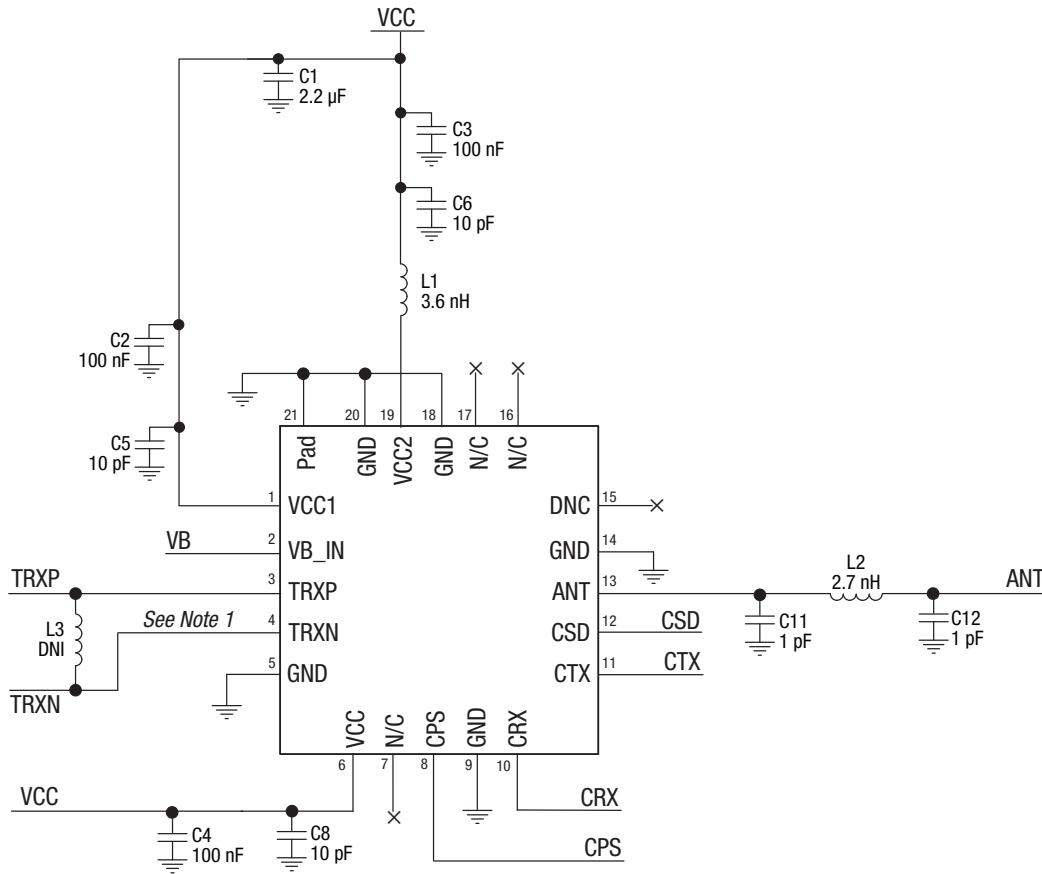 VCC
C1
2.2 µF
C3
100 nF
C6
10 pF
L1
3.6 nH
C2
100 nF
C5
10 pF
21
20
19
18
17
16
Pad
GND
VCC2
GND
N/C
N/C
1
VCC1
15
DNC
VB
2
VB_IN
14
GND
TRXP
3
TRXP
13
ANT
L2
2.7 nH
ANT
C11
1 pF
C12
1 pF
L3
DNI
See Note 1
4
TRXN
12
CSD
CSD
5
GND
11
CTX
CTX
TRXN
VCC
N/C
CPS
GND
CRX
6
7
8
9
10
VCC
C4
100 nF
C8
10 pF
CRX
CPS